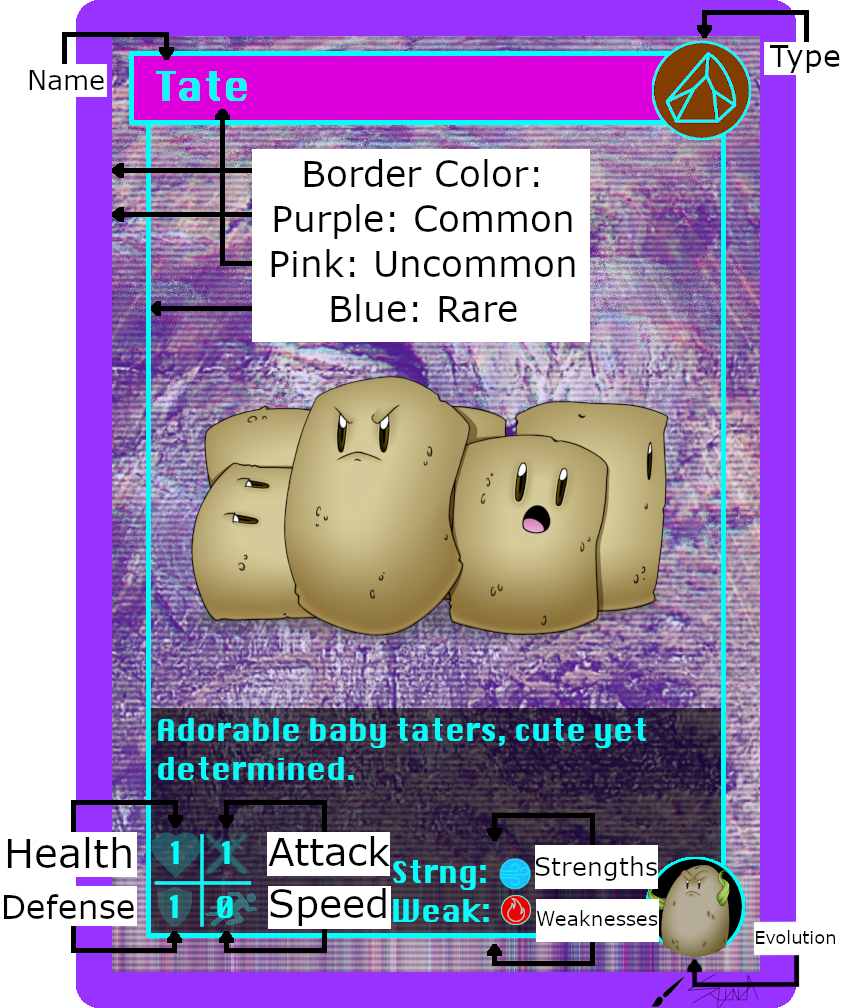 Name
Type
Tate
Border Color:
Purple: Common
Pink: Uncommon
Blue: Rare
Adorable baby taters, cute yet
determined.
Health
1
1
Attack
Defense
1
0
Speed
Strng:
Strengths
Weak:
Weaknesses
Evolution